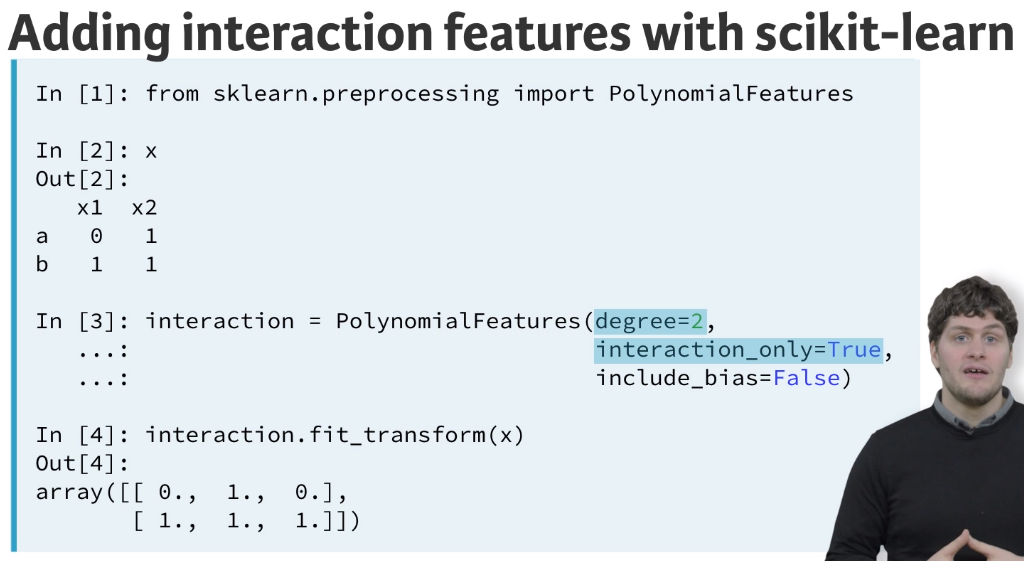 Adding interaction features with scikit-learn
In [1]: from sklearn.preprocessing import PolynomialFeatures
In [2]: x
Out[2]:
   x1  x2
a   0   1
b   1   1
In [3]: interaction = PolynomialFeatures(degree=2,
   ...:                                  interaction_only=True,
   ...:                                  include_bias=False)
In [4]: interaction.fit_transform(x)
Out[4]:
array([[ 0.,  1.,  0.],
       [ 1.,  1.,  1.]])